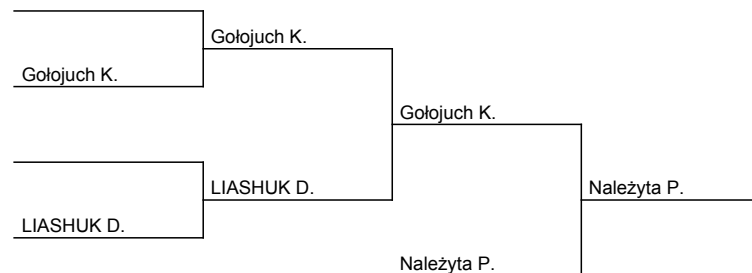 Gołojuch K.
Gołojuch K.
Gołojuch K.
LIASHUK D.
Należyta P.
LIASHUK D.
Należyta P.